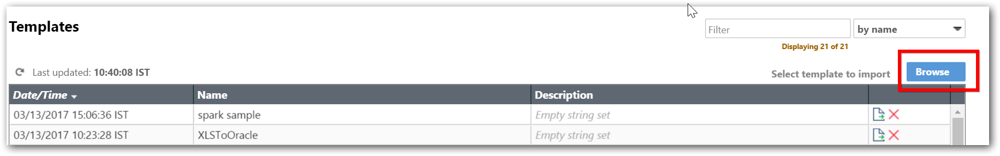 Templates
Filter
by name
Displaying 21 of 21
Last updated: 10:40:08 IST
Select template to import
Browse
Date/Time Name Description
03/13/2017 15:06:36 IST spark sample Empty string set
03/13/2017 10:23:28 IST XLSToOracle Empty string set